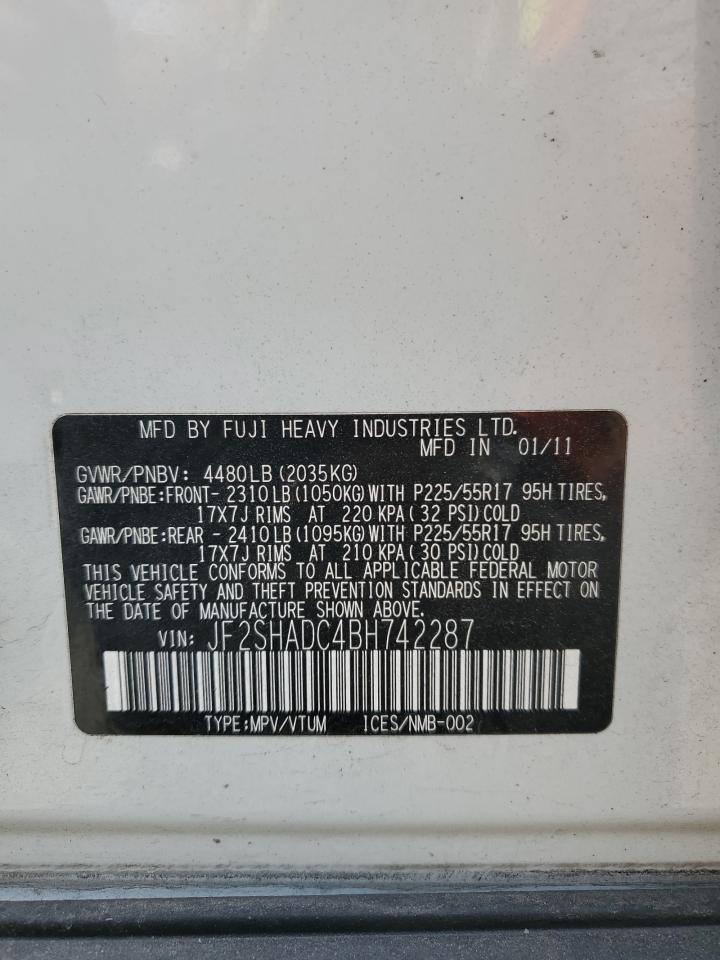 MFD BY FUJI HEAVY INDUSTRIES LTD.
MFD IN 01/11
GVWR/PNBV: 4480LB(2035KG)
GAWR/PNBE:FRONT- 2310LB(1050KG)WITH P225/55R17 95H TIRES,
17X7J RIMS AT 220 KPA(32 PSI)COLD
GAWR/PNBE:REAR - 2410LB(1095KG)WITH P225/55R17 95H TIRES,
17X7J RIMS AT 210 KPA(30 PSI)COLD
THIS VEHICLE CONFORMS TO ALL APPLICABLE FEDERAL MOTOR
VEHICLE SAFETY AND THEFT PREVENTION STANDARDS IN EFFECT ON
THE DATE OF MANUFACTURE SHOWN ABOVE.
VIN: JF2SHADC4BH742287
TYPE:MPV/VTUM ICES/NMB-002